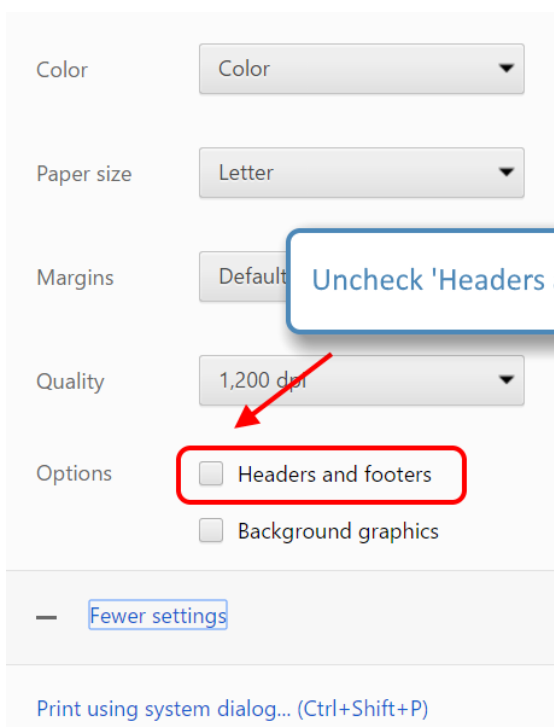 Color Color
Paper size Letter
Margins Default
Uncheck 'Headers
Quality 1,200 dpi
Options Headers and footers
Background graphics
Fewer settings
Print using system dialog... (Ctrl+Shift+P)